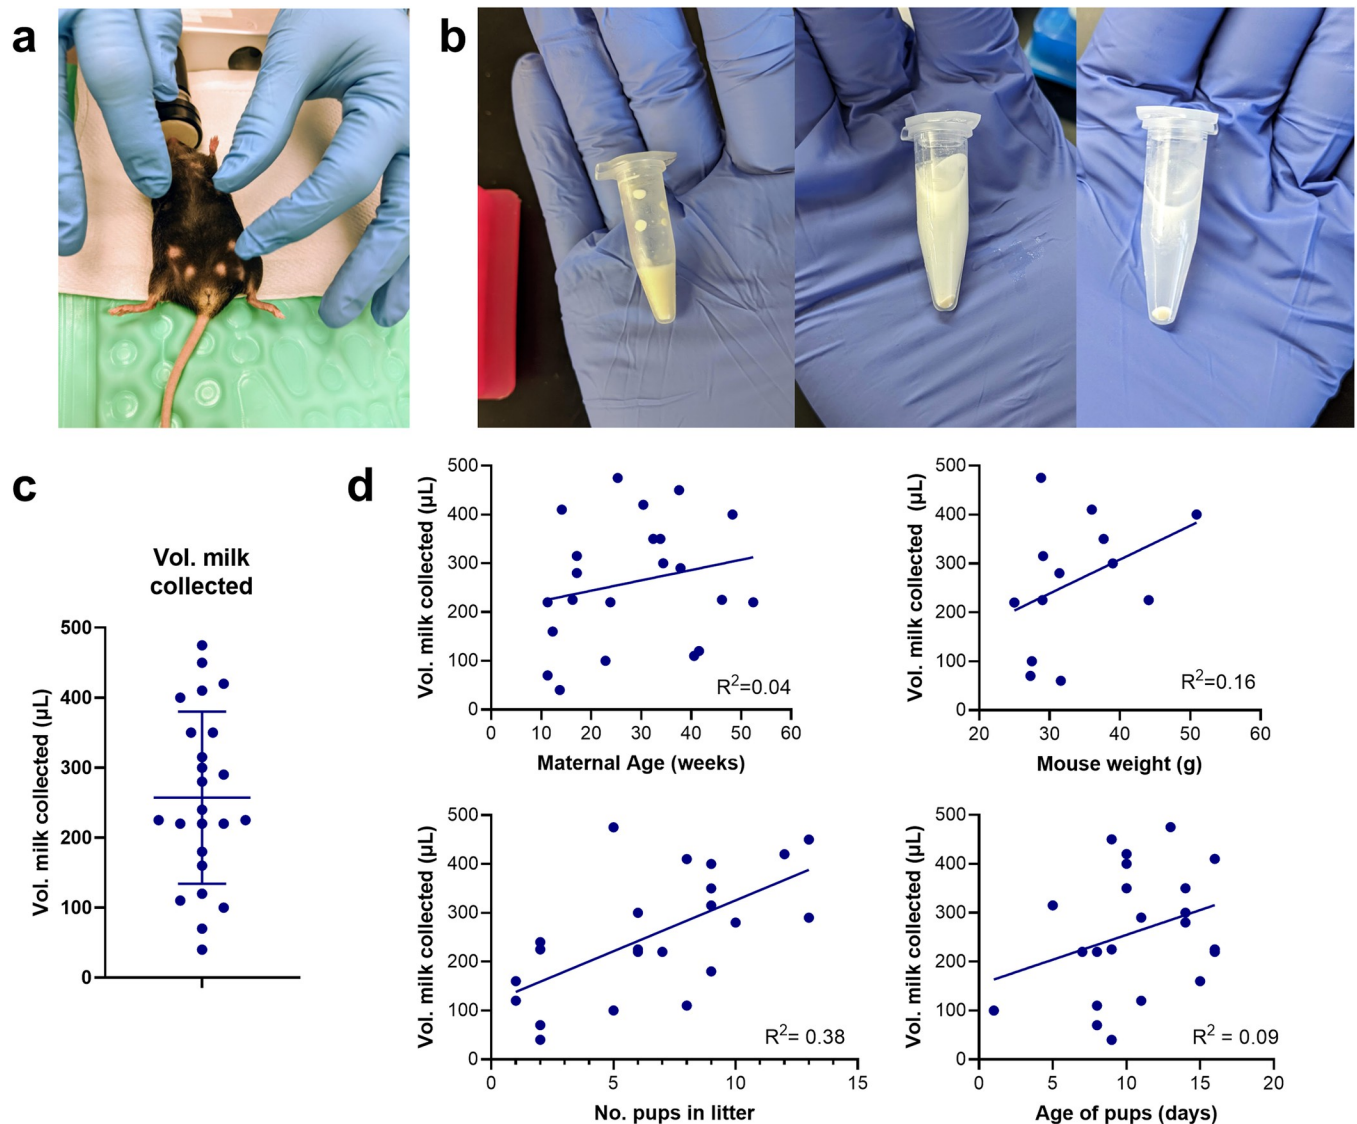 a
b
c
Vol. milk
collected
Vol. milk collected (µL)
500
400
300
200
100
0
d
Vol. milk collected (µL)
500
400
300
200
100
0
0 10 20 30 40 50 60
Maternal Age (weeks)
R²=0.04
Vol. milk collected (µL)
500
400
300
200
100
0
20 30 40 50 60
Mouse weight (g)
R²=0.16
Vol. milk collected (µL)
500
400
300
200
100
0
0 5 10 15
No. pups in litter
R²= 0.38
Vol. milk collected (µL)
500
400
300
200
100
0
0 5 10 15 20
Age of pups (days)
R² = 0.09